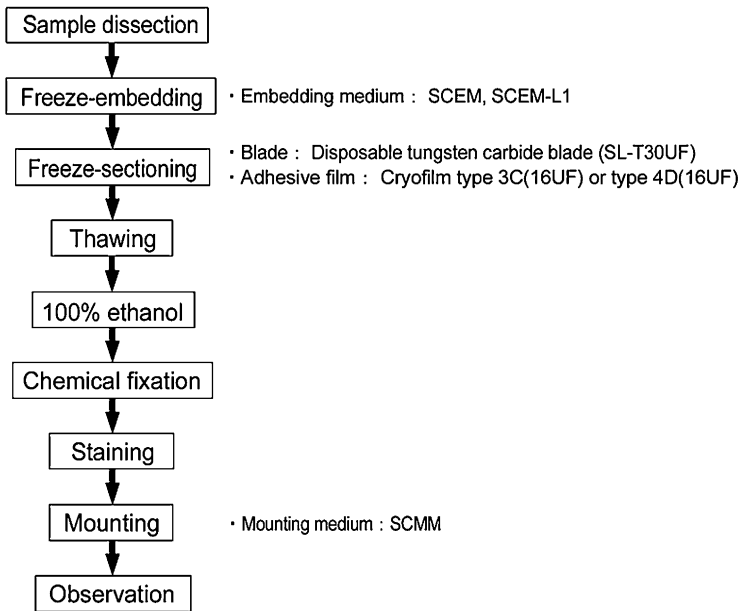 Sample dissection
Freeze-embedding
・Embedding medium : SCEM, SCEM-L1
Freeze-sectioning
・Blade : Disposable tungsten carbide blade (SL-T30UF)
・Adhesive film : Cryofilm type 3C(16UF) or type 4D(16UF)
Thawing
100% ethanol
Chemical fixation
Staining
Mounting
・Mounting medium : SCMM
Observation